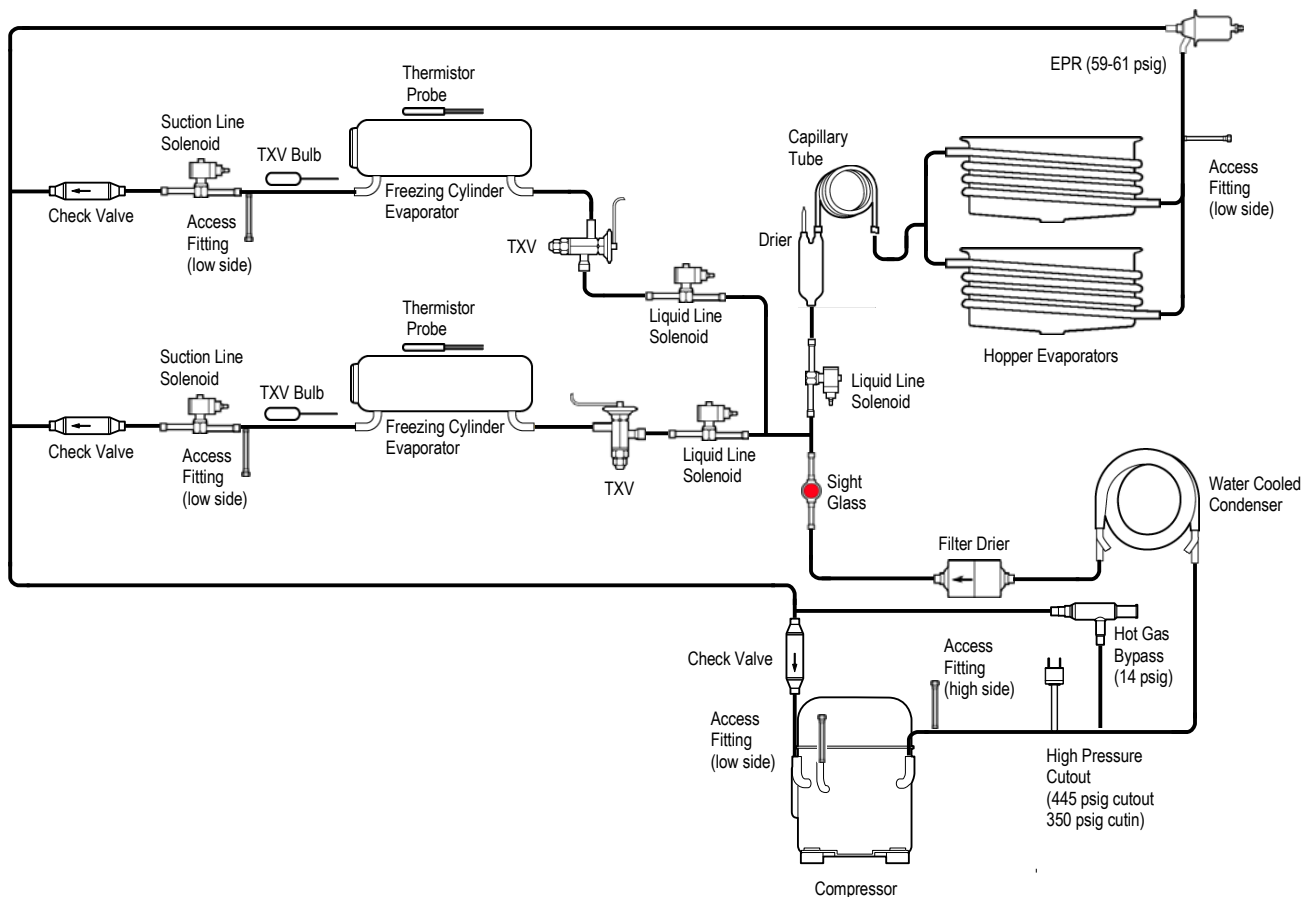 EPR (59-61 psig)
Thermistor
Probe
Suction Line
Solenoid
TXV Bulb
Capillary
Tube
Access
Fitting
(low side)
Check Valve
Access
Fitting
(low side)
Freezing Cylinder
Evaporator
TXV
Drier
Thermistor
Probe
Liquid Line
Solenoid
Hopper Evaporators
Suction Line
Solenoid
TXV Bulb
Liquid Line
Solenoid
Check Valve
Access
Fitting
(low side)
Freezing Cylinder
Evaporator
TXV
Liquid Line
Solenoid
Sight
Glass
Water Cooled
Condenser
Filter Drier
Check Valve
Access
Fitting
(high side)
Hot Gas
Bypass
(14 psig)
Access
Fitting
(low side)
High Pressure
Cutout
(445 psig cutout
350 psig cutin)
Compressor